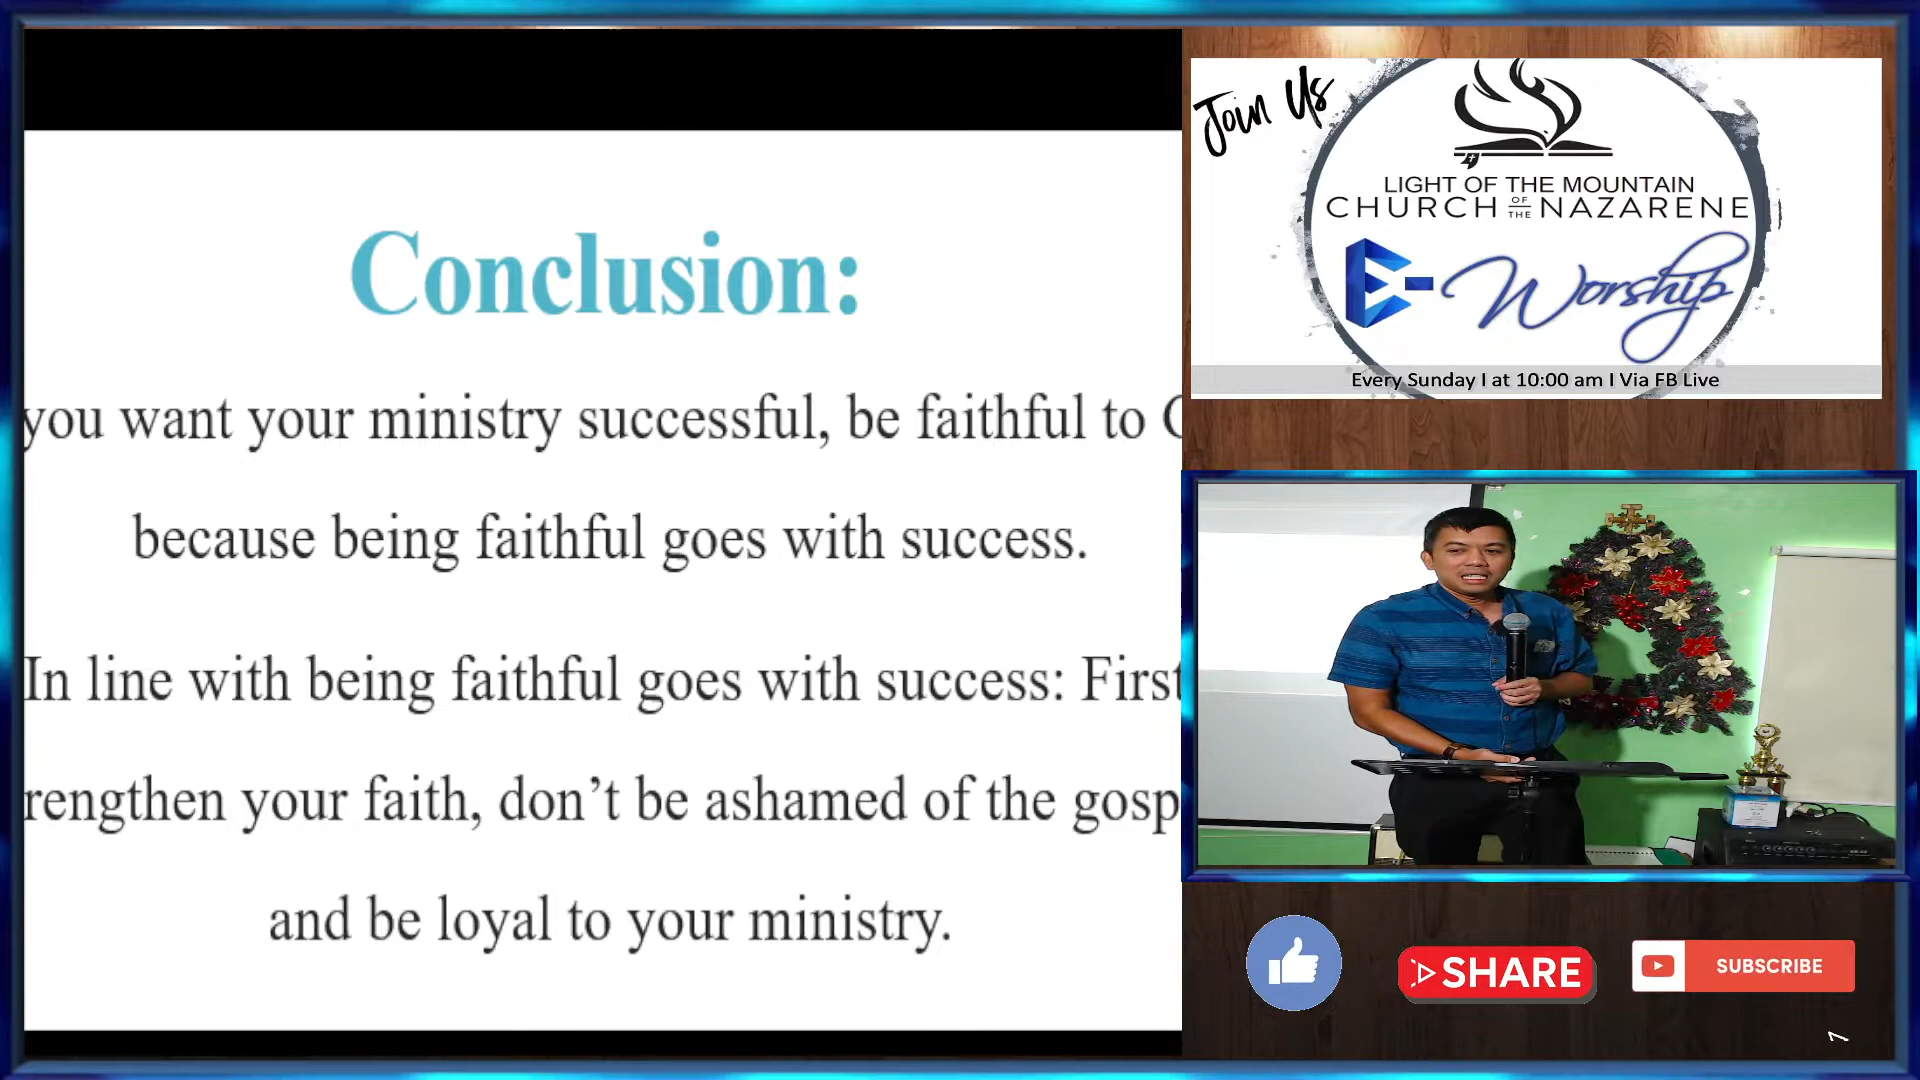 Conclusion:
you want your ministry successful, be faithful to
because being faithful goes with success.
In line with being faithful goes with success: First
rengthen your faith, don’t be ashamed of the gosp
and be loyal to your ministry.
Join Us
LIGHT OF THE MOUNTAIN
CHURCH OF THE NAZARENE
E-Worship
Every Sunday I at 10:00 am I Via FB Live
SHARE
SUBSCRIBE